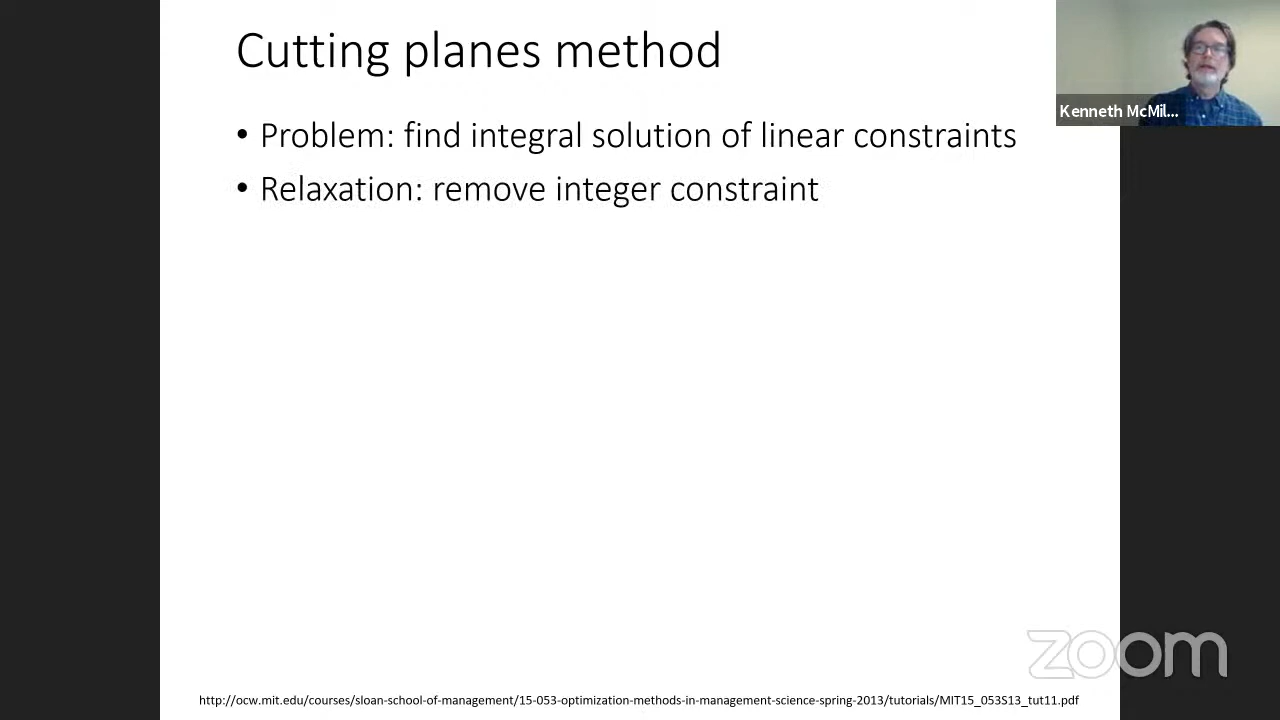 Cutting planes method
• Problem: find integral solution of linear constraints
• Relaxation: remove integer constraint
Kenneth McMil...
zoom
http://ocw.mit.edu/courses/sloan-school-of-management/15-053-optimization-methods-in-management-science-spring-2013/tutorials/MIT15_053S13_tut11.pdf